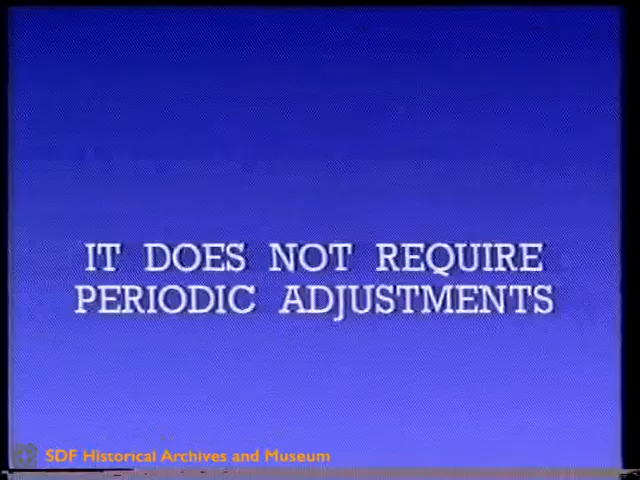 IT DOES NOT REQUIRE
PERIODIC ADJUSTMENTS
SDF Historical Archives and Museum